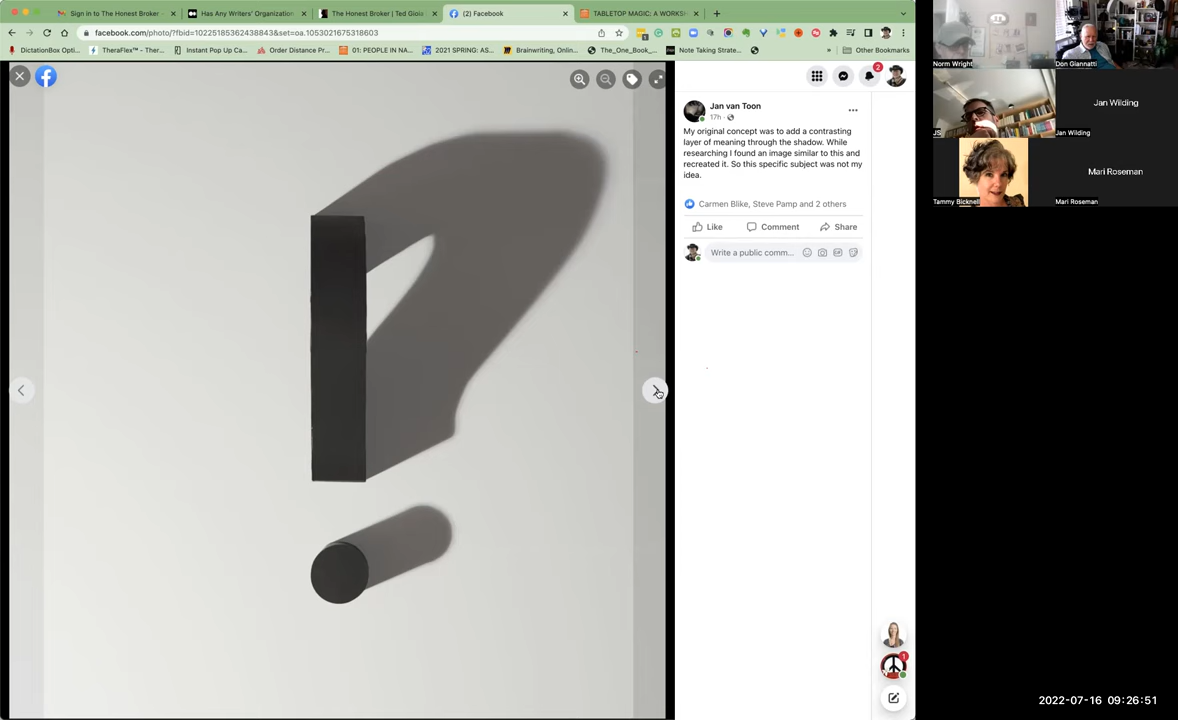 Sign in to The Honest Broker -
Has Any Writers' Organization
The Honest Broker | Ted Gioia
(2) Facebook
TABLETOP MAGIC: A WORKSH
facebook.com/photo/?fbid=10225185362438843&set=oa.1053021675318603
DictationBox Opti...
TheraFlex™ - Ther...
Instant Pop Up Ca...
Order Distance Pr...
01: PEOPLE IN NA...
2021 SPRING: AS...
Brainwriting, Onlin...
The_One_Book_...
Note Taking Strate...
»
Other Bookmarks
2
Jan van Toon
17h ·
My original concept was to add a contrasting
layer of meaning through the shadow. While
researching I found an image similar to this and
recreated it. So this specific subject was not my
idea.
Carmen Blike, Steve Pamp and 2 others
Like
Comment
Share
Write a public comm...
1
Norm Wright
Don Giannatti
JS
Jan Wilding
Jan Wilding
Tammy Bicknell
Mari Roseman
Mari Roseman
2022-07-16 09:26:51